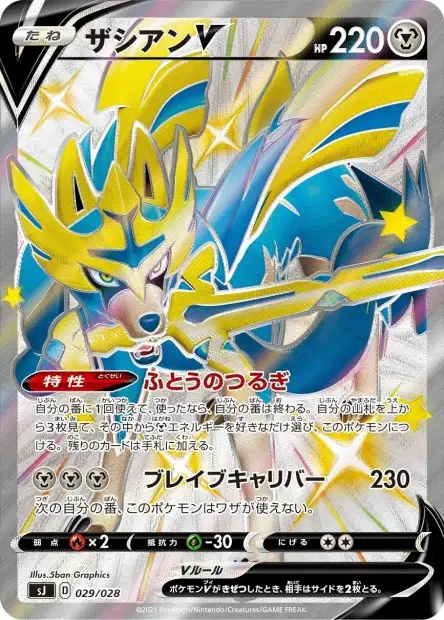 たね ザシアンV HP 220
特性 とくせい ふとうのつるぎ
自分の番に1回使えて、使ったなら、自分の番は終わる。自分の山札を上か
ら3枚見て、その中からエネルギーを好きなだけ選び、このポケモンにつ
ける。残りのカードは手札に加える。
ブレイブキャリバー 230
次の自分の番、このポケモンはワザが使えない。
弱点 ×2 抵抗力 -30 にげる
Vルール
ポケモンVがきぜつしたとき、相手はサイドを2枚とる。
Illus. 5ban Graphics
sJ D 029/028
©2021 Pokémon/Nintendo/Creatures/GAME FREAK.